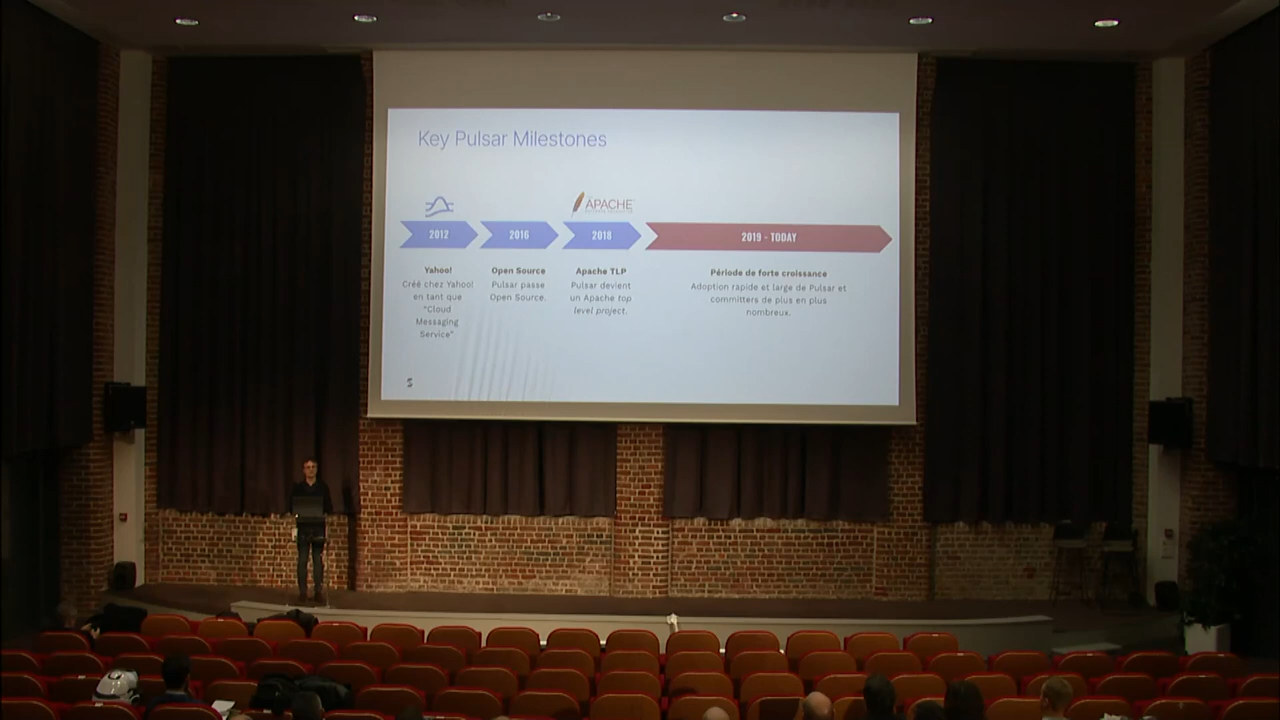 Key Pulsar Milestones
APACHE
2012
2016
2018
2019 - TODAY
Yahoo!
Créé chez Yahoo!
en tant que
"Cloud
Messaging
Service"
Open Source
Pulsar passe
Open Source.
Apache TLP
Pulsar devient
un Apache top
level project.
Période de forte croissance
Adoption rapide et large de Pulsar et
committers de plus en plus
nombreux.